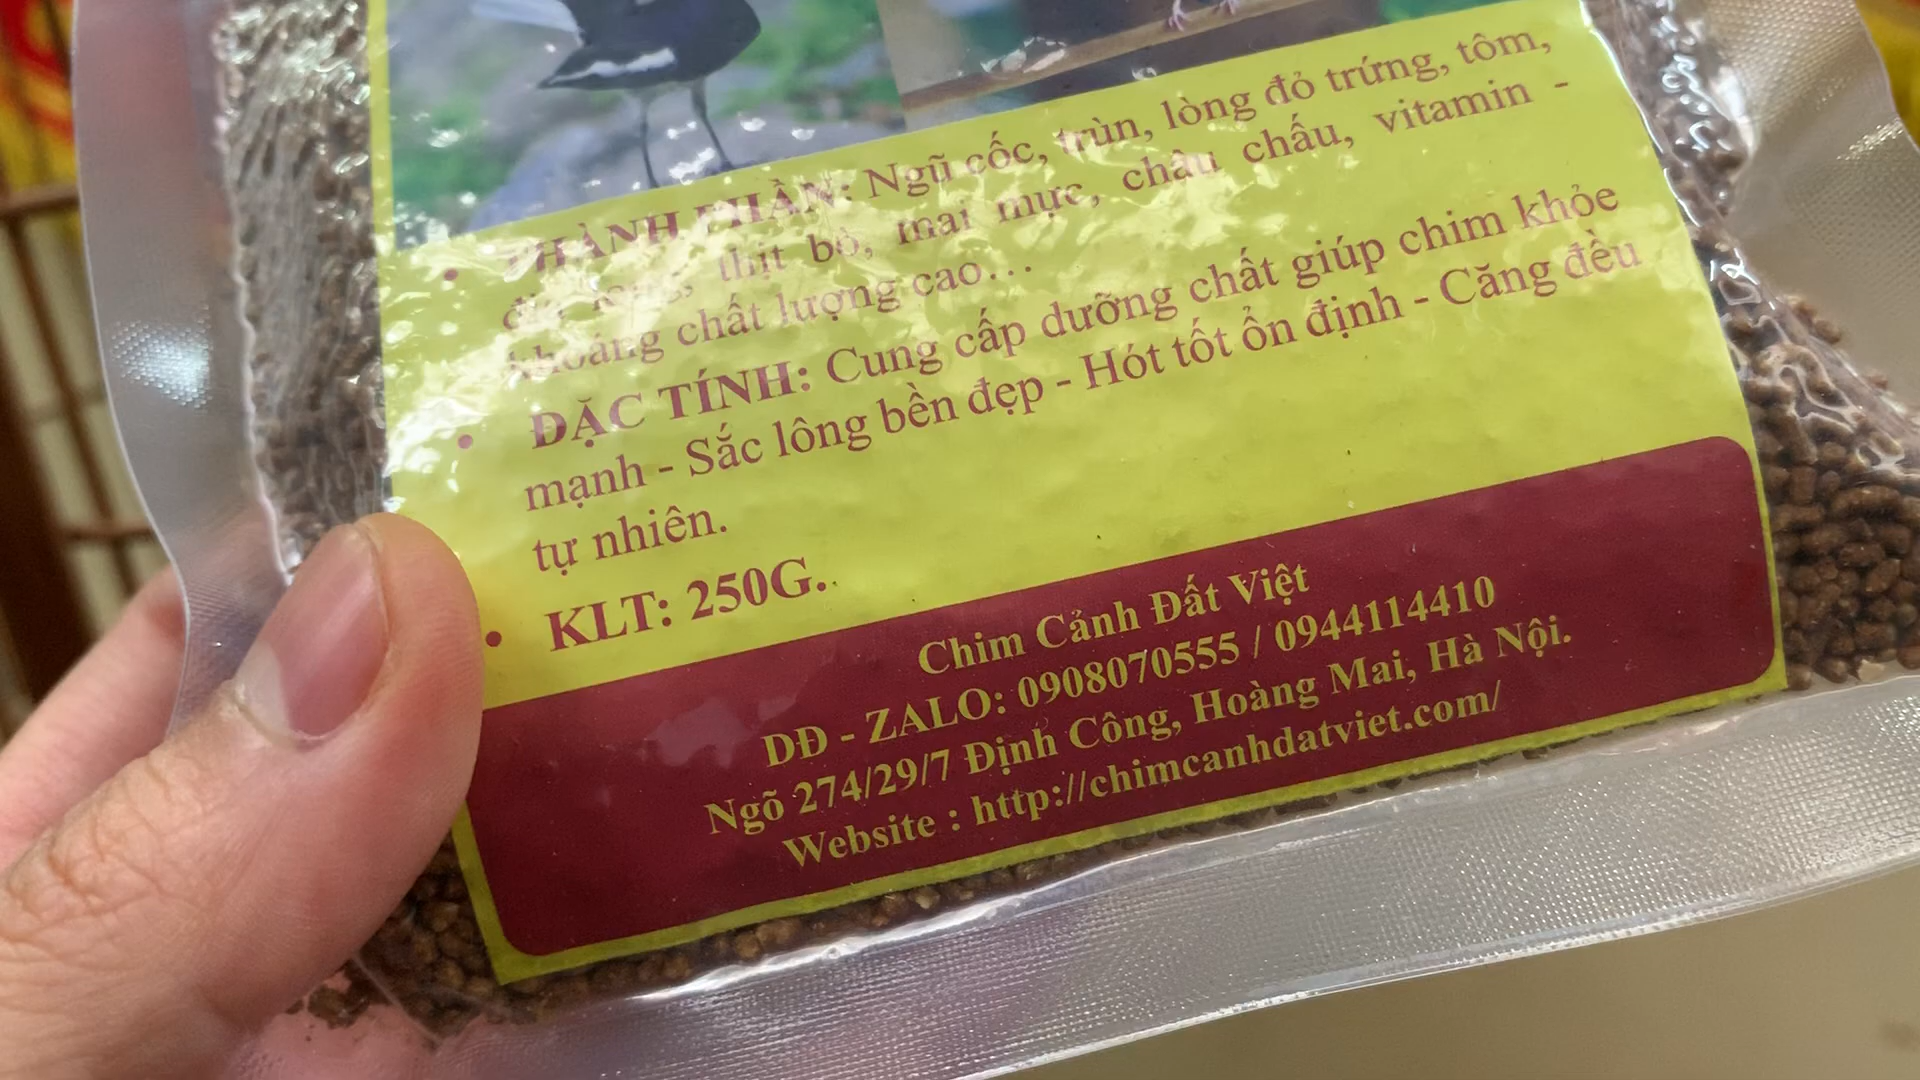 • THÀNH PHẦN: Ngũ cốc, trùn, lòng đỏ trứng, tôm,
thịt bò, mai mực, châu chấu, vitamin -
khoáng chất lượng cao…
• ĐẶC TÍNH: Cung cấp dưỡng chất giúp chim khỏe
mạnh - Sắc lông bền đẹp - Hót tốt ổn định - Căng đều
tự nhiên.
• KLT: 250G.
Chim Cảnh Đất Việt
DĐ - ZALO: 0908070555 / 0944114410
Ngõ 274/29/7 Định Công, Hoàng Mai, Hà Nội.
Website : http://chimcanhdatviet.com/